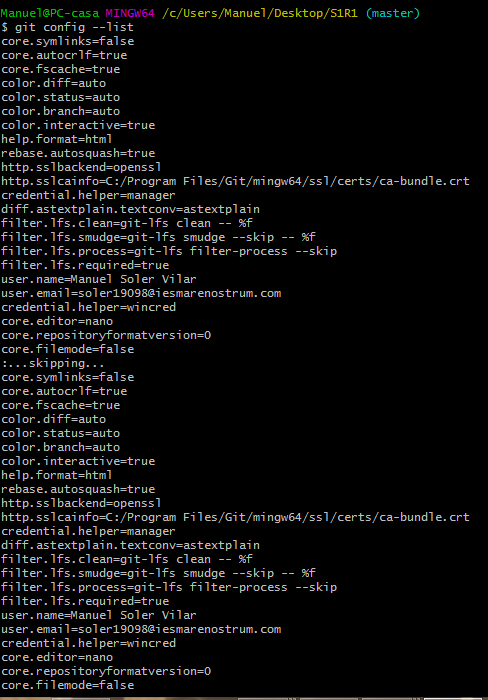 Manuel@PC-casa MINGW64 /c/Users/Manuel/Desktop/S1R1 (master)
$ git config --list
core.symlinks=false
core.autocrlf=true
core.fscache=true
color.diff=auto
color.status=auto
color.branch=auto
color.interactive=true
help.format=html
rebase.autosquash=true
http.sslbackend=openssl
http.sslcainfo=C:/Program Files/Git/mingw64/ssl/certs/ca-bundle.crt
credential.helper=manager
diff.astextplain.textconv=astextplain
filter.lfs.clean=git-lfs clean -- %f
filter.lfs.smudge=git-lfs smudge --skip -- %f
filter.lfs.process=git-lfs filter-process --skip
filter.lfs.required=true
user.name=Manuel Soler Vilar
user.email=soler19098@iesmarenostrum.com
credential.helper=wincred
core.editor=nano
core.repositoryformatversion=0
core.filemode=false
:...skipping...
core.symlinks=false
core.autocrlf=true
core.fscache=true
color.diff=auto
color.status=auto
color.branch=auto
color.interactive=true
help.format=html
rebase.autosquash=true
http.sslbackend=openssl
http.sslcainfo=C:/Program Files/Git/mingw64/ssl/certs/ca-bundle.crt
credential.helper=manager
diff.astextplain.textconv=astextplain
filter.lfs.clean=git-lfs clean -- %f
filter.lfs.smudge=git-lfs smudge --skip -- %f
filter.lfs.process=git-lfs filter-process --skip
filter.lfs.required=true
user.name=Manuel Soler Vilar
user.email=soler19098@iesmarenostrum.com
credential.helper=wincred
core.editor=nano
core.repositoryformatversion=0
core.filemode=false